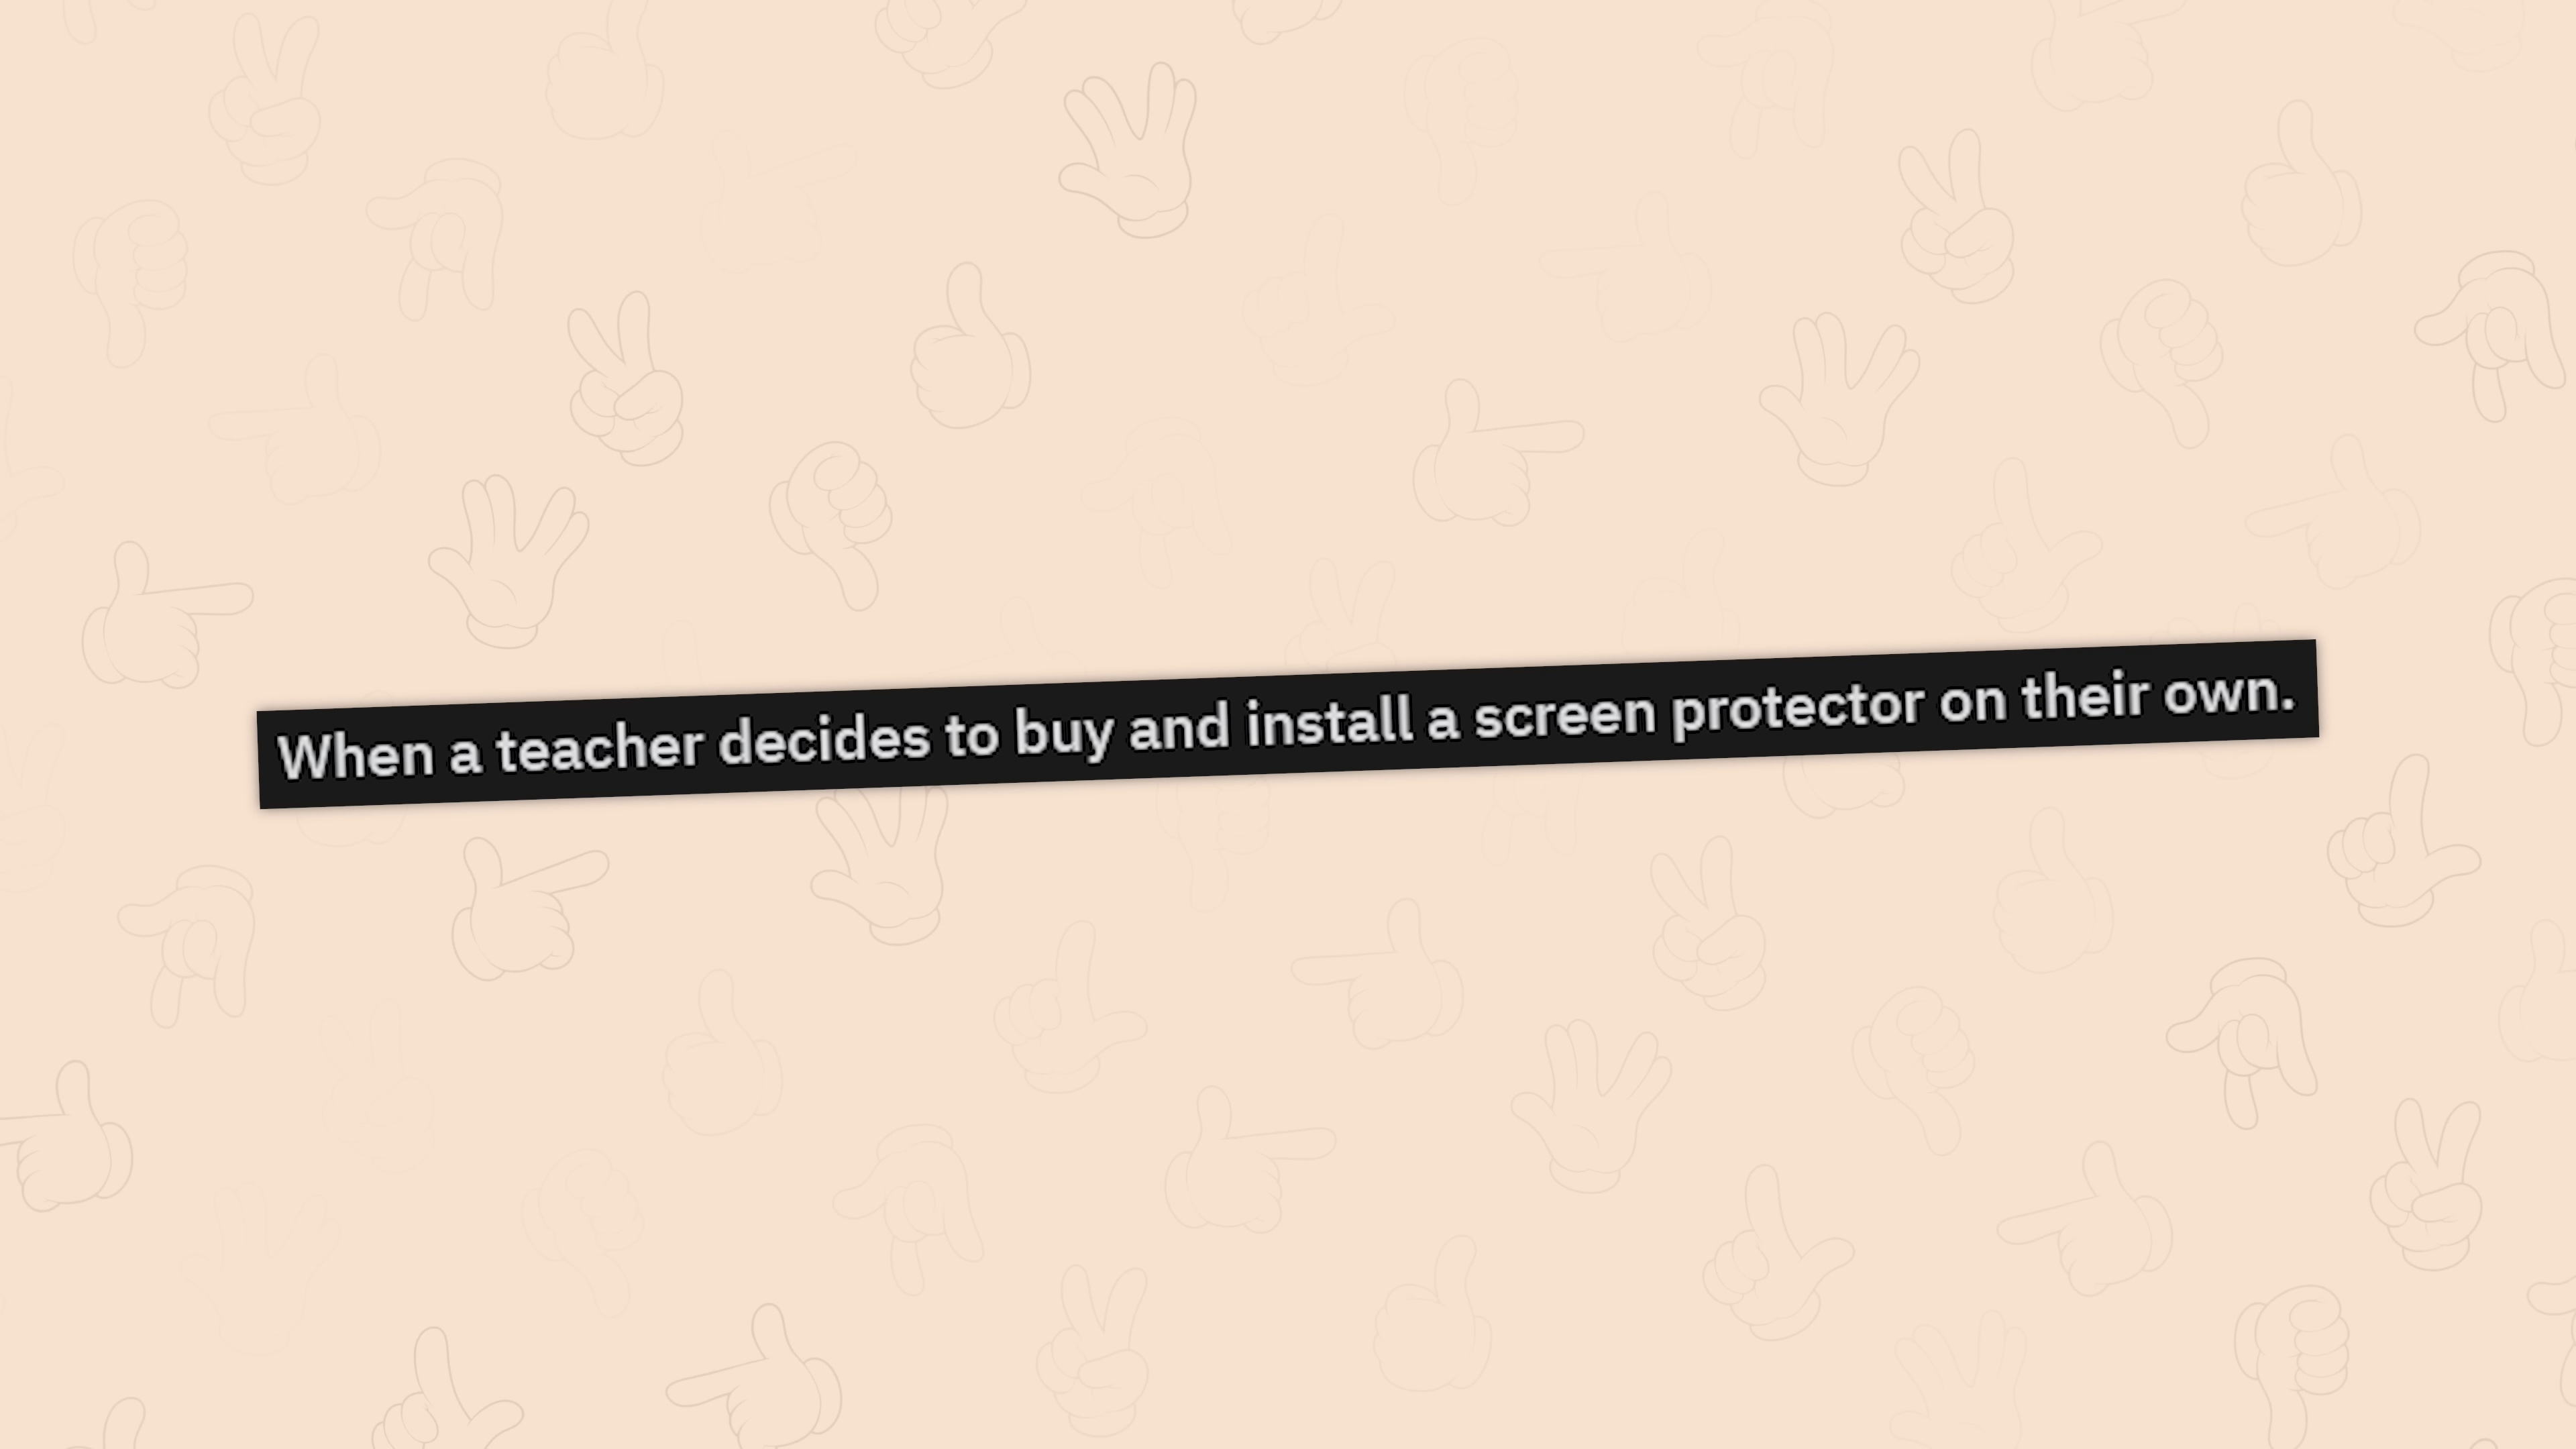 When a teacher decides to buy and install a screen protector on their own.